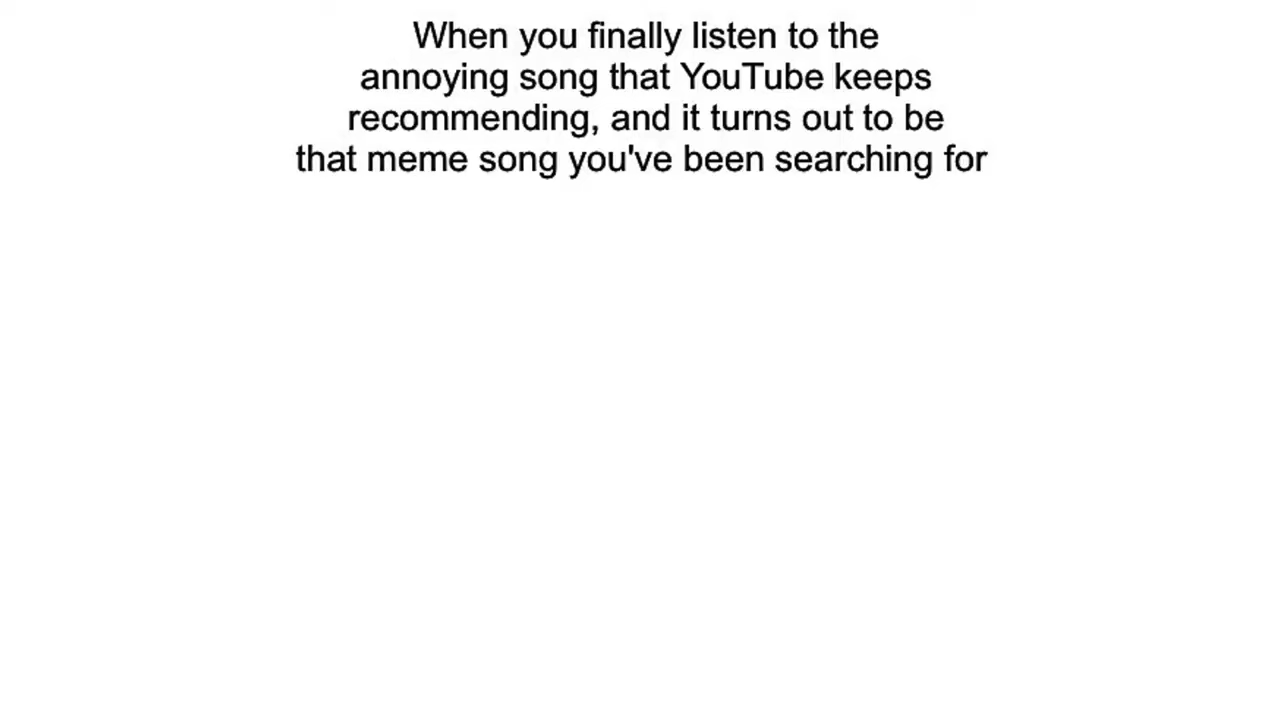 When you finally listen to the
annoying song that YouTube keeps
recommending, and it turns out to be
that meme song you've been searching for